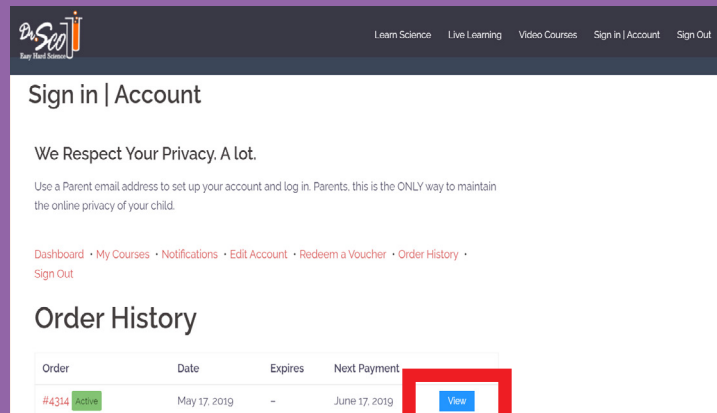 Dr. Scott
Easy Hard Science
Learn Science Live Learning Video Courses Sign in | Account Sign Out
Sign in | Account
We Respect Your Privacy. A lot.
Use a Parent email address to set up your account and log in. Parents, this is the ONLY way to maintain
the online privacy of your child.
Dashboard • My Courses • Notifications • Edit Account • Redeem a Voucher • Order History •
Sign Out
Order History
Order Date Expires Next Payment
#4314 Active May 17, 2019 – June 17, 2019 View